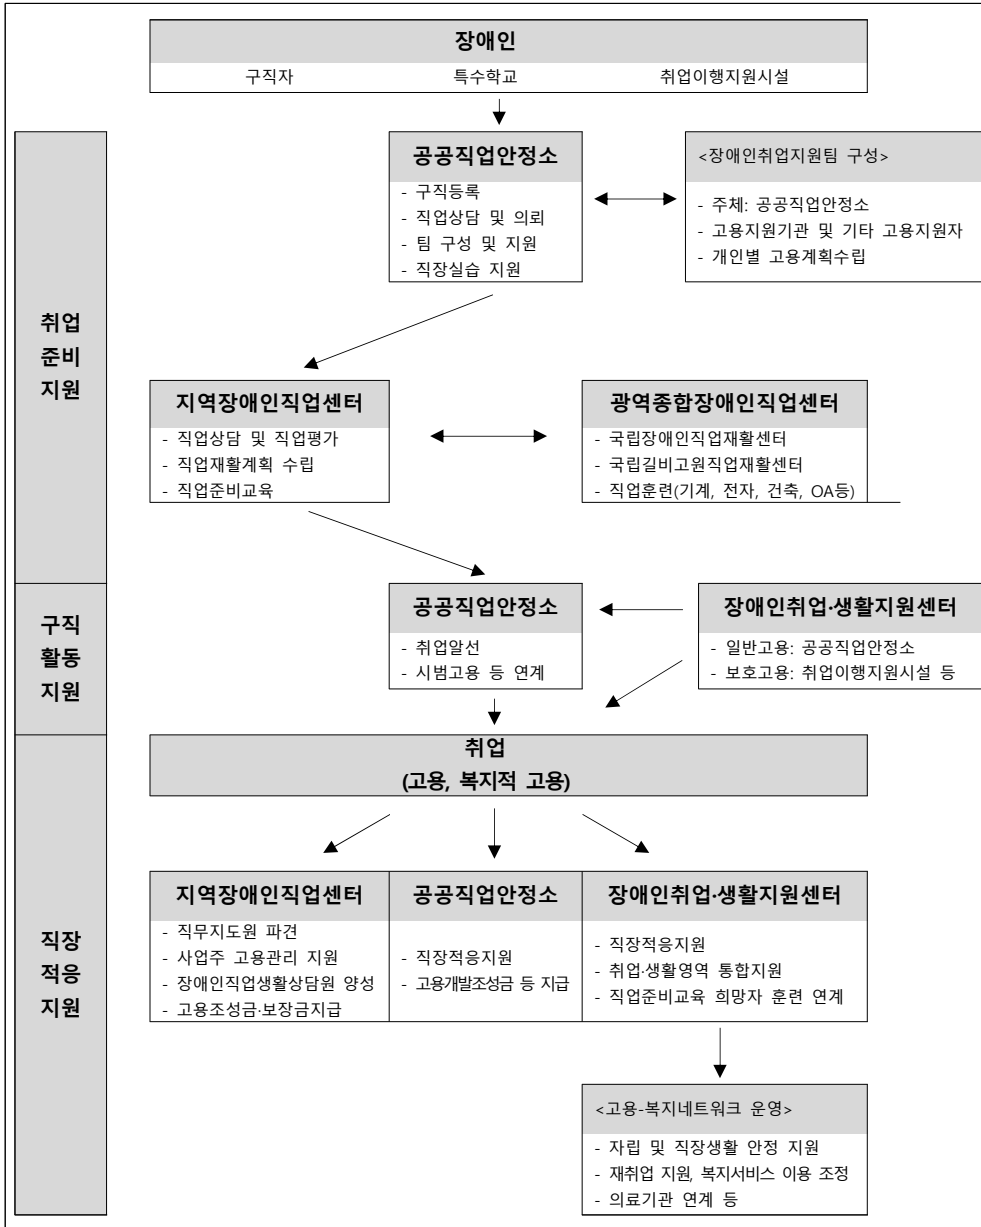 장애인
구직자 특수학교 취업이행지원시설
취업
준비
지원
공공직업안정소
- 구직등록
- 직업상담 및 의뢰
- 팀 구성 및 지원
- 직장실습 지원
<장애인취업지원팀 구성>
- 주체: 공공직업안정소
- 고용지원기관 및 기타 고용지원자
- 개인별 고용계획수립
지역장애인직업센터
- 직업상담 및 직업평가
- 직업재활계획 수립
- 직업준비교육
광역종합장애인직업센터
- 국립장애인직업재활센터
- 국립길비고원직업재활센터
- 직업훈련(기계, 전자, 건축, OA등)
구직
활동
지원
공공직업안정소
- 취업알선
- 시범고용 등 연계
장애인취업·생활지원센터
- 일반고용: 공공직업안정소
- 보호고용: 취업이행지원시설 등
취업
(고용, 복지적 고용)
직장
적응
지원
지역장애인직업센터
- 직무지도원 파견
- 사업주 고용관리 지원
- 장애인직업생활상담원 양성
- 고용조성금·보장금지급
공공직업안정소
- 직장적응지원
- 고용개발조성금 등 지급
장애인취업·생활지원센터
- 직장적응지원
- 취업·생활영역 통합지원
- 직업준비교육 희망자 훈련 연계
<고용-복지네트워크 운영>
- 자립 및 직장생활 안정 지원
- 재취업 지원, 복지서비스 이용 조정
- 의료기관 연계 등